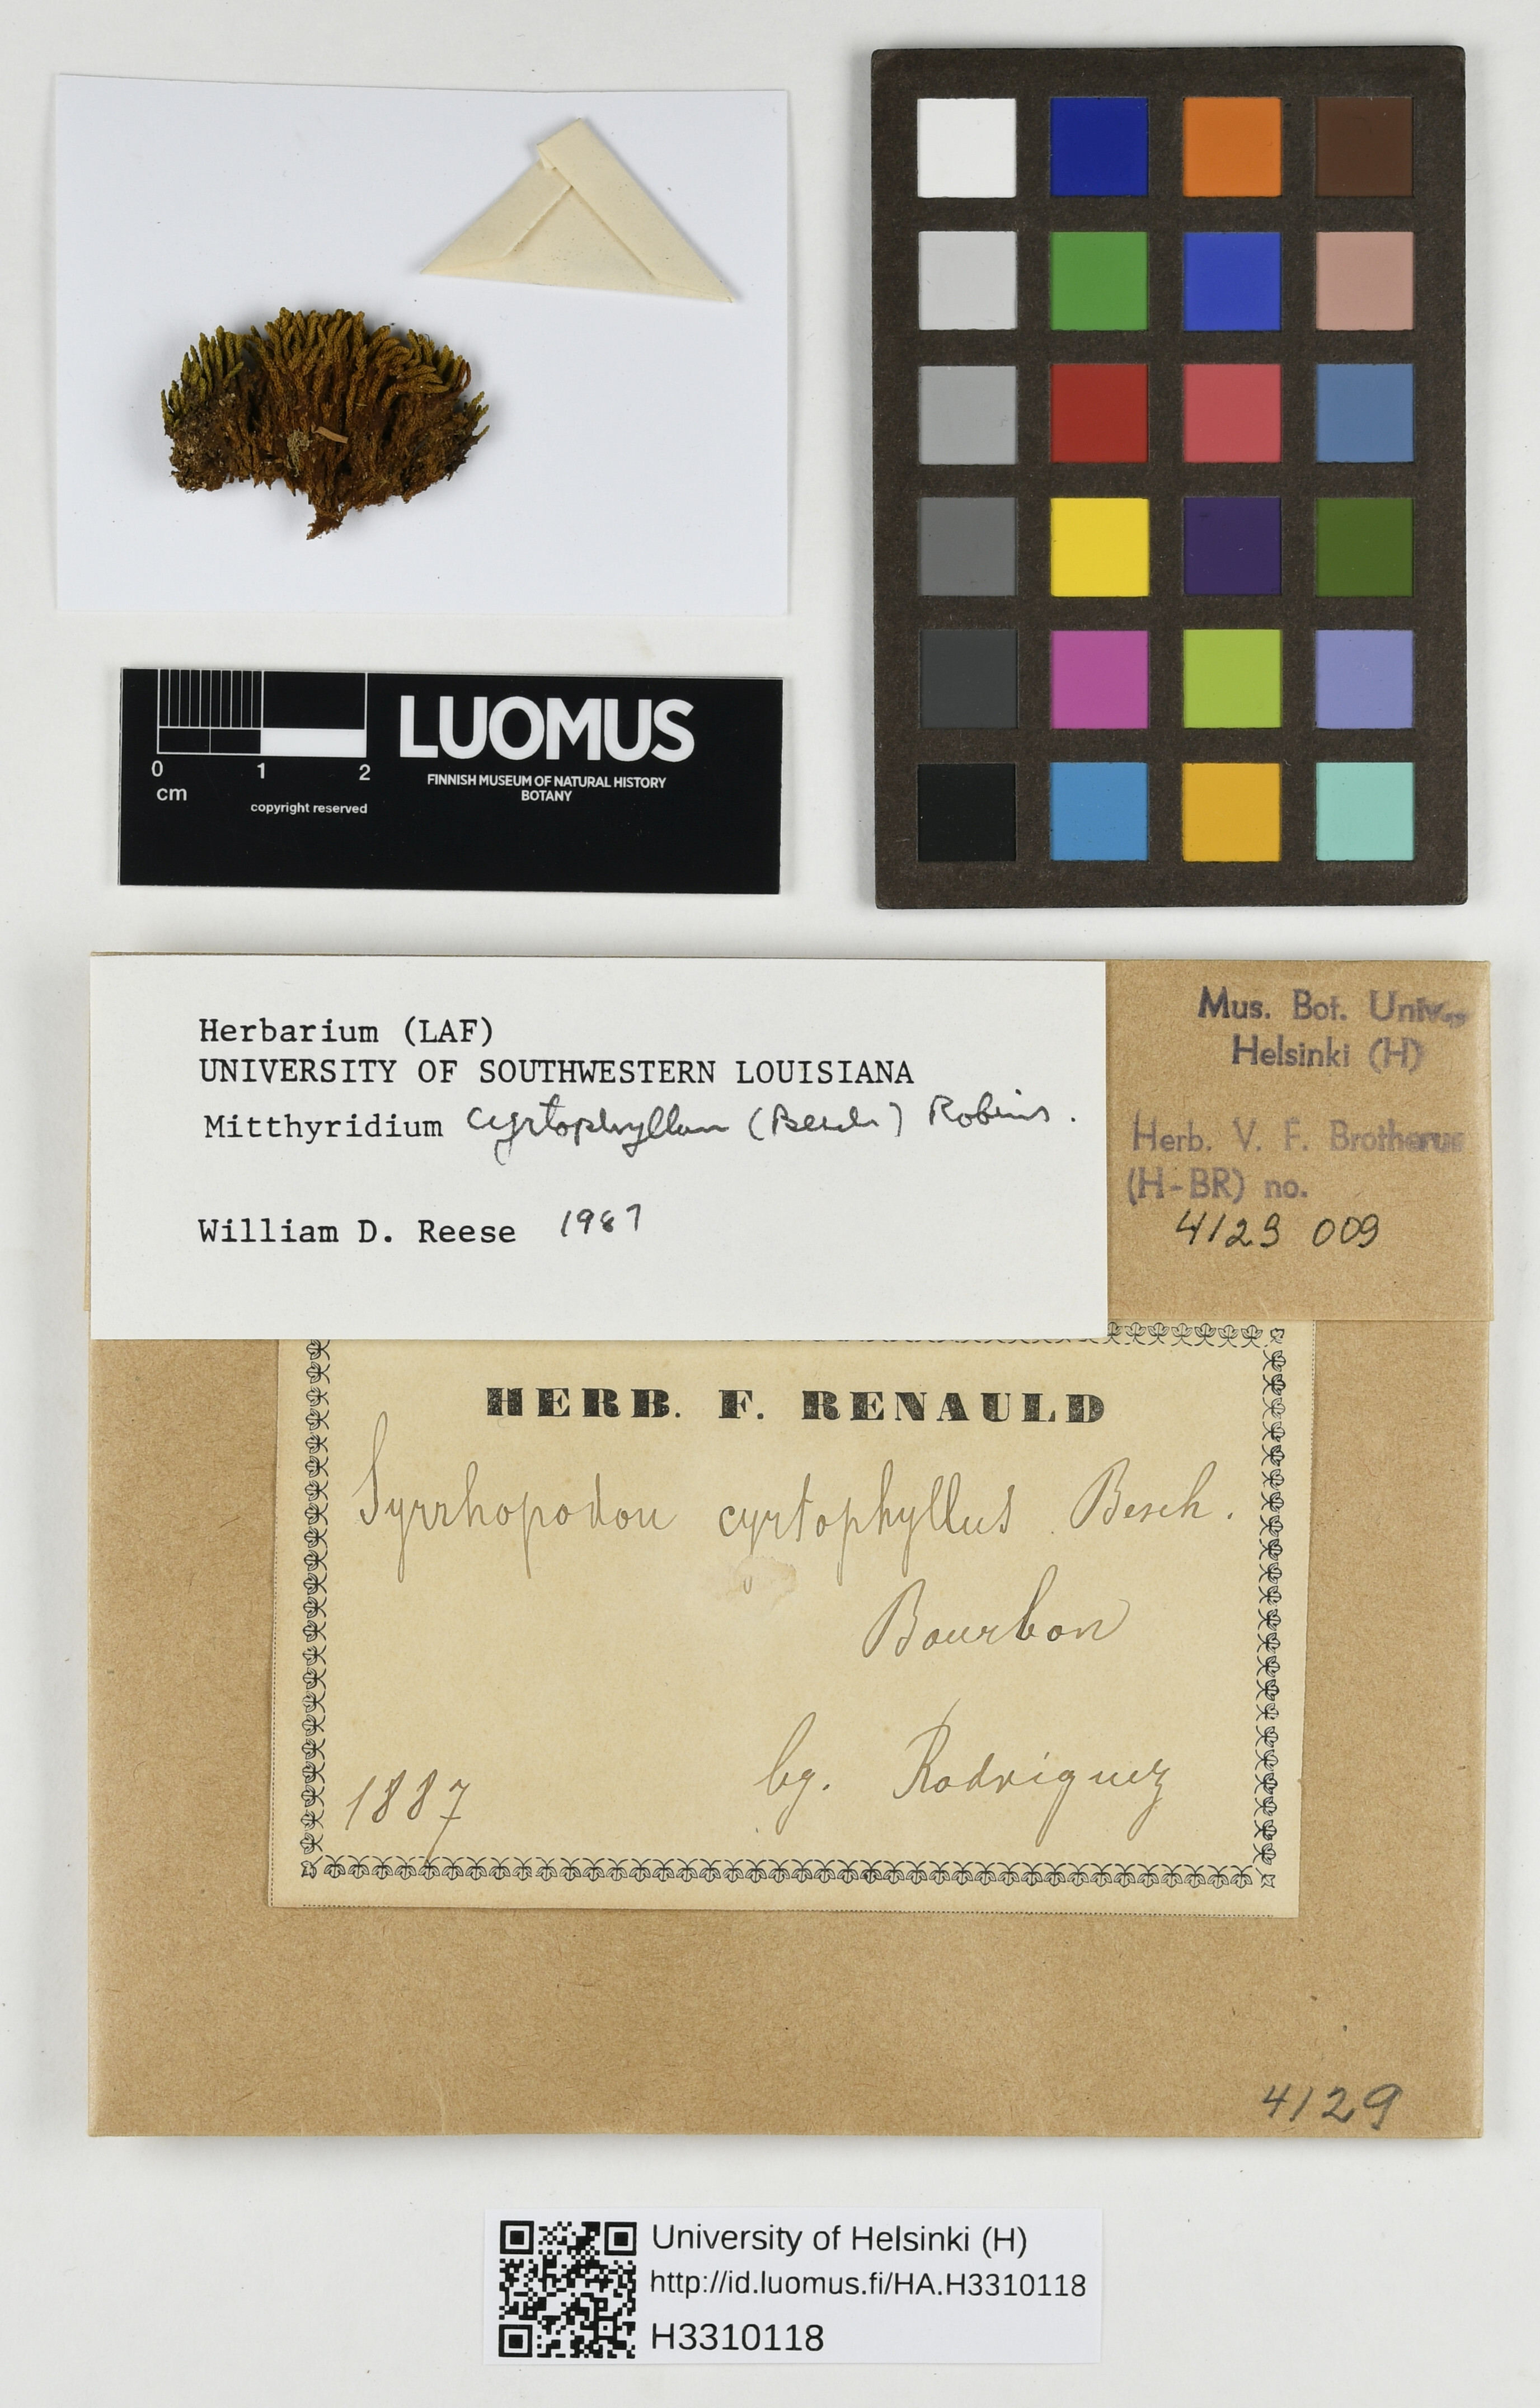 0 1 2
cm
copyright reserved
LUOMUS
FINNISH MUSEUM OF NATURAL HISTORY
BOTANY
Herbarium (LAF)
UNIVERSITY OF SOUTHWESTERN LOUISIANA
Mitthyridium cyrtophyllum (Besch) Robins.
William D. Reese 1987
Mus. Bot. Univ.
Helsinki (H)
Herb. V. F. Brotherus
(H-BR) no.
4129 009
HERB. F. RENAULD
Syrrhopodon cyrtophyllus Besch.
Bourbon
lg. Rodriguez
1887
4129
University of Helsinki (H)
http://id.luomus.fi/HA.H3310118
H3310118